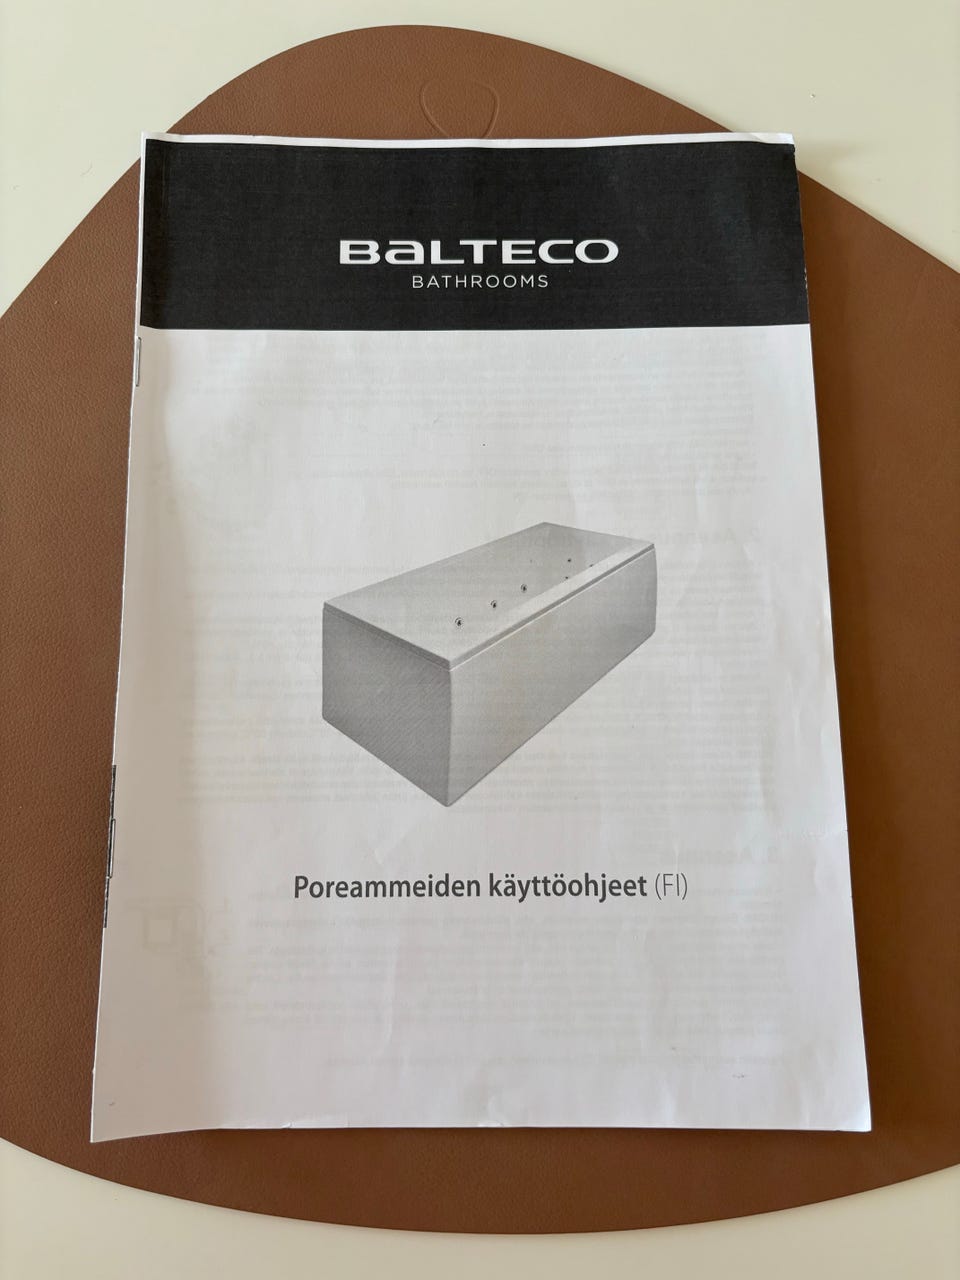 BALTECO
BATHROOMS
Poreammeiden käyttöohjeet (FI)